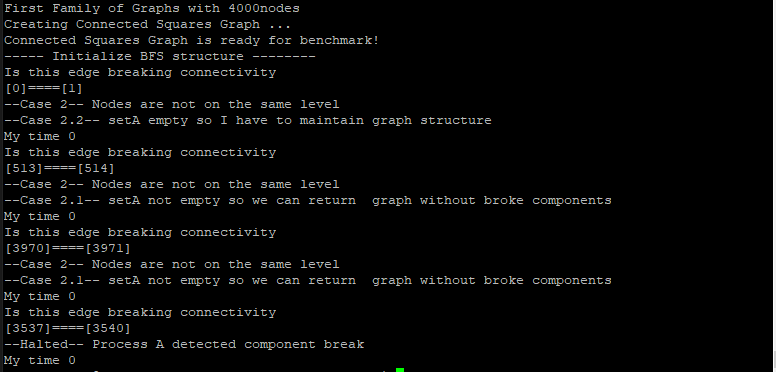 First Family of Graphs with 4000nodes
Creating Connected Squares Graph ...
Connected Squares Graph is ready for benchmark!
----- Initialize BFS structure --------
Is this edge breaking connectivity
[0]====[1]
--Case 2-- Nodes are not on the same level
--Case 2.2-- setA empty so I have to maintain graph structure
My time 0
Is this edge breaking connectivity
[513]====[514]
--Case 2-- Nodes are not on the same level
--Case 2.1-- setA not empty so we can return  graph without broke components
My time 0
Is this edge breaking connectivity
[3970]====[3971]
--Case 2-- Nodes are not on the same level
--Case 2.1-- setA not empty so we can return  graph without broke components
My time 0
Is this edge breaking connectivity
[3537]====[3540]
--Halted-- Process A detected component break
My time 0